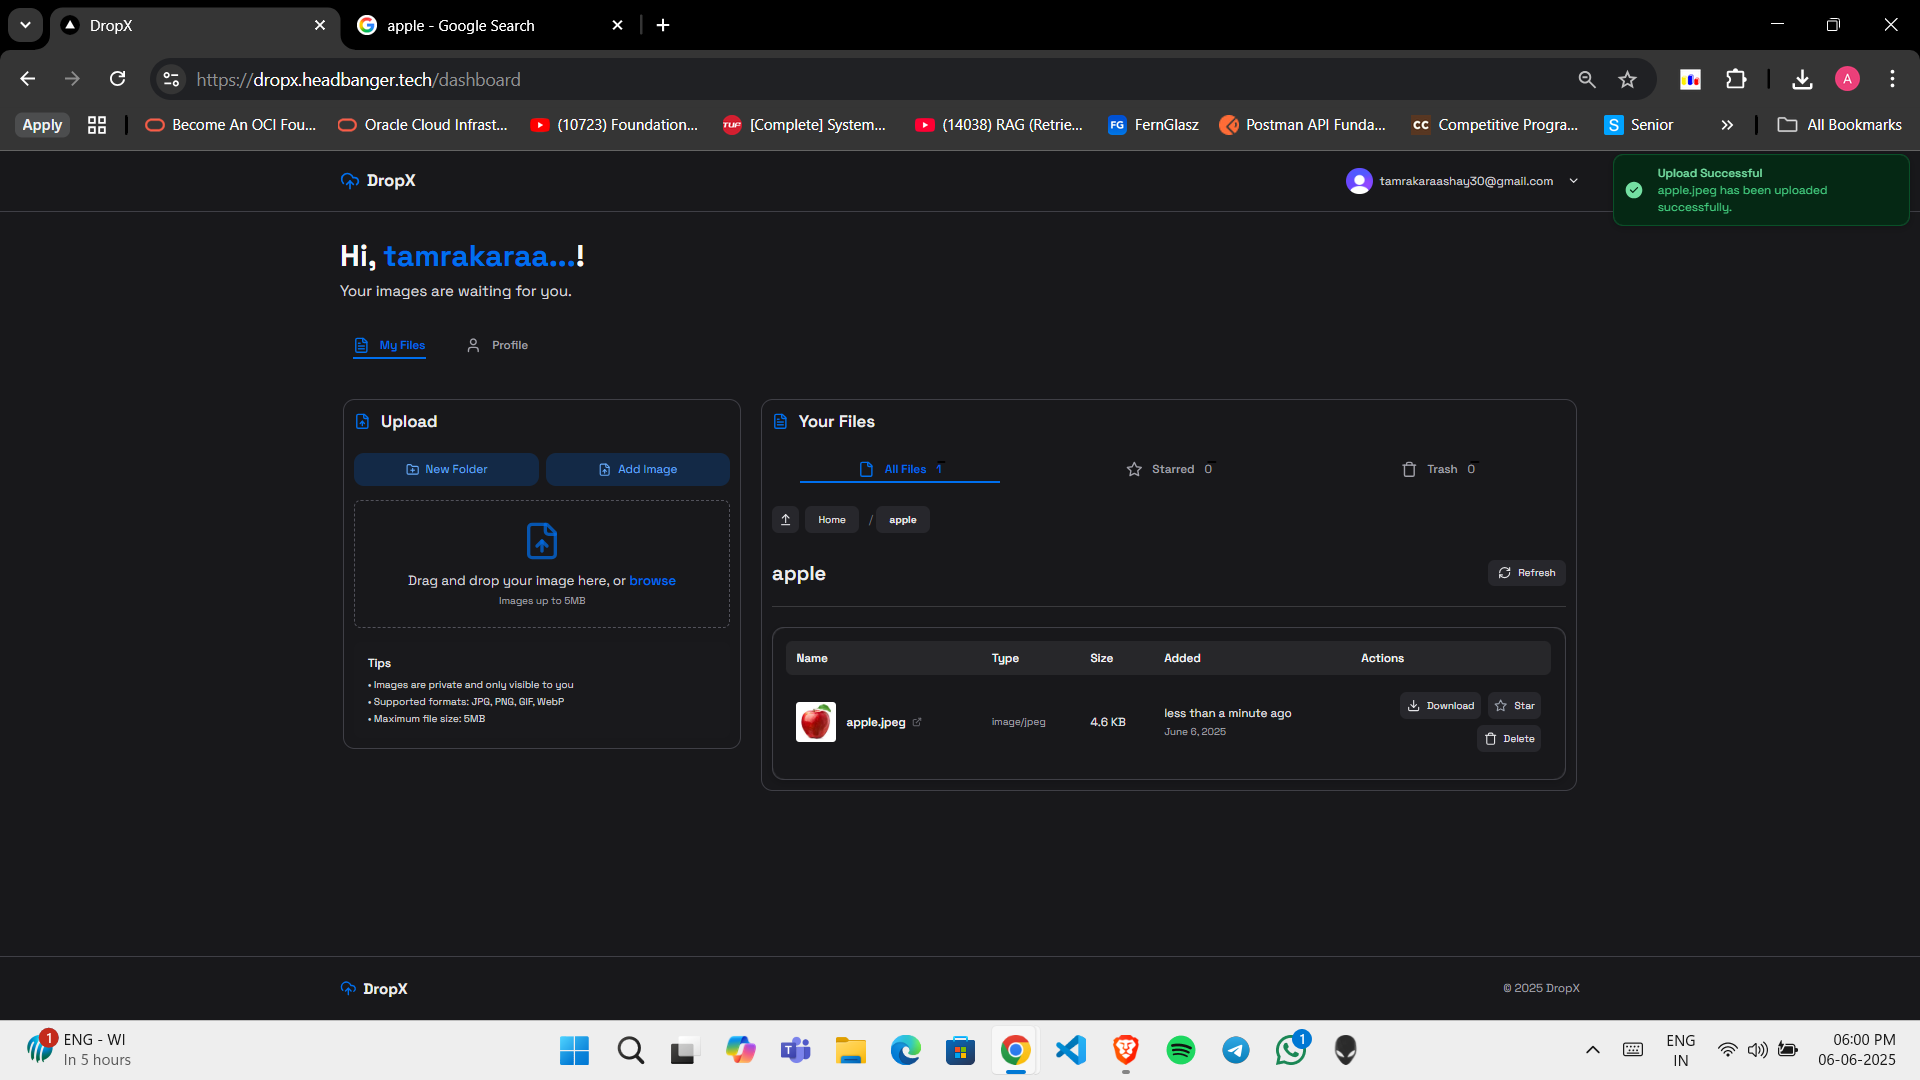 DropX
apple - Google Search
https://dropx.headbanger.tech/dashboard
A
Apply
Become An OCI Fou...
Oracle Cloud Infrast...
(10723) Foundation...
TUF
[Complete] System...
(14038) RAG (Retrie...
FG
FernGlasz
Postman API Funda...
CC
Competitive Progra...
S
Senior
All Bookmarks
DropX
tamrakaraashay30@gmail.com
Upload Successful
apple.jpeg has been uploaded
successfully.
Hi, tamrakaraa...!
Your images are waiting for you.
My Files
Profile
Upload
New Folder
Add Image
Drag and drop your image here, or browse
Images up to 5MB
Tips
• Images are private and only visible to you
• Supported formats: JPG, PNG, GIF, WebP
• Maximum file size: 5MB
Your Files
All Files 1
Starred 0
Trash 0
Home / apple
apple
Refresh
Name Type Size Added Actions
apple.jpeg image/jpeg 4.6 KB less than a minute ago
June 6, 2025
Download
Star
Delete
DropX
© 2025 DropX
1
ENG - WI
In 5 hours
1
ENG
IN
06:00 PM
06-06-2025